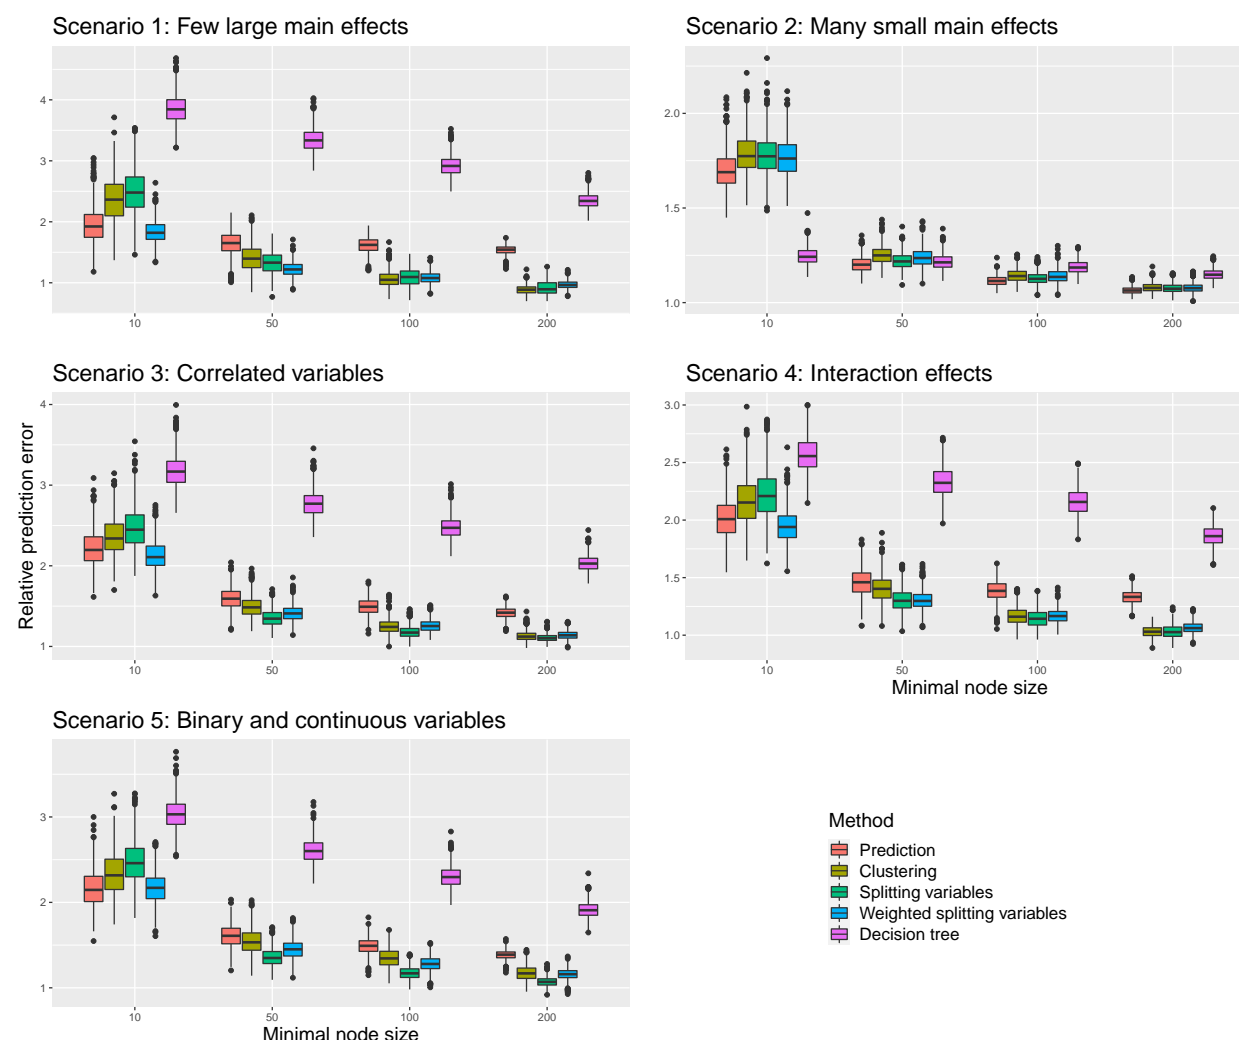 Scenario 1: Few large main effects
4
3
2
1
10 50 100 200
Scenario 2: Many small main effects
2.0
1.5
1.0
10 50 100 200
Relative prediction error
Scenario 3: Correlated variables
4
3
2
1
10 50 100 200
Scenario 4: Interaction effects
3.0
2.5
2.0
1.5
1.0
10 50 100 200
Minimal node size
Scenario 5: Binary and continuous variables
3
2
1
10 50 100 200
Minimal node size
Method
Prediction
Clustering
Splitting variables
Weighted splitting variables
Decision tree